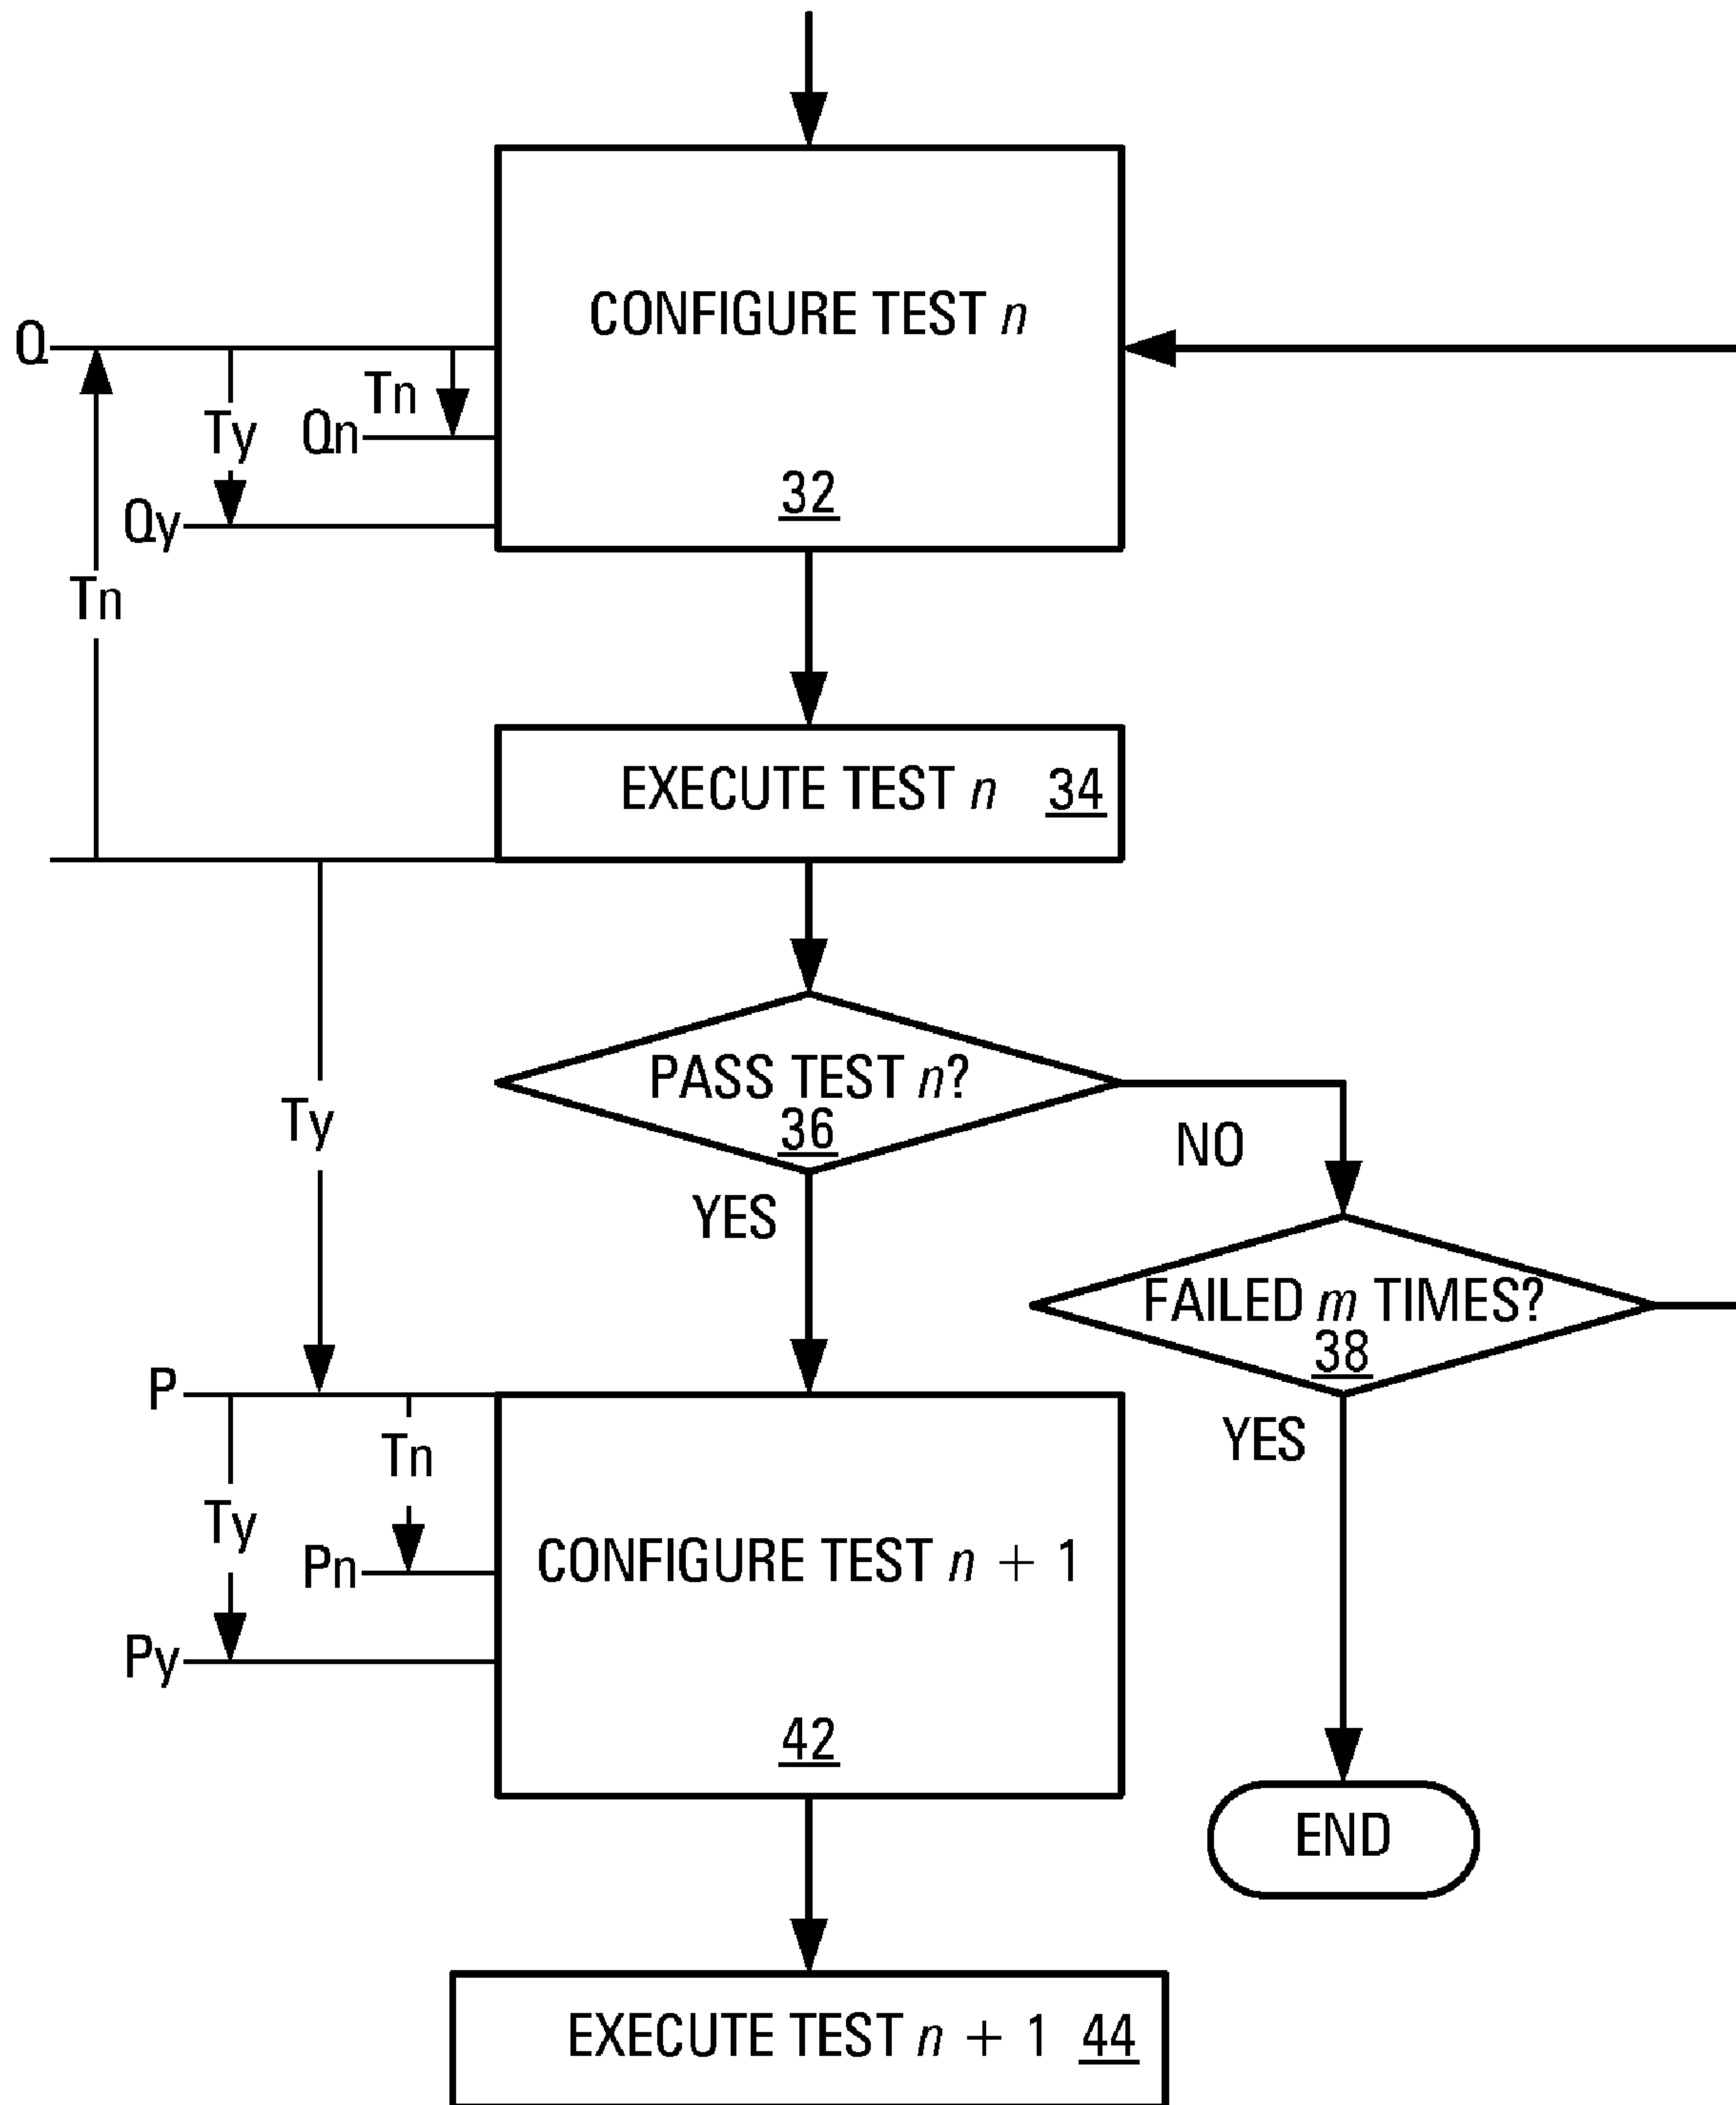 CONFIGURE TEST n
Q
Tn
Ty
Qn
32
Qy
Tn
EXECUTE TEST n 34
PASS TEST n?
36
Ty
NO
YES
FAILED m TIMES?
38
P
YES
Tn
Ty
CONFIGURE TEST n + 1
Pn
Py
42
END
EXECUTE TEST n + 1 44